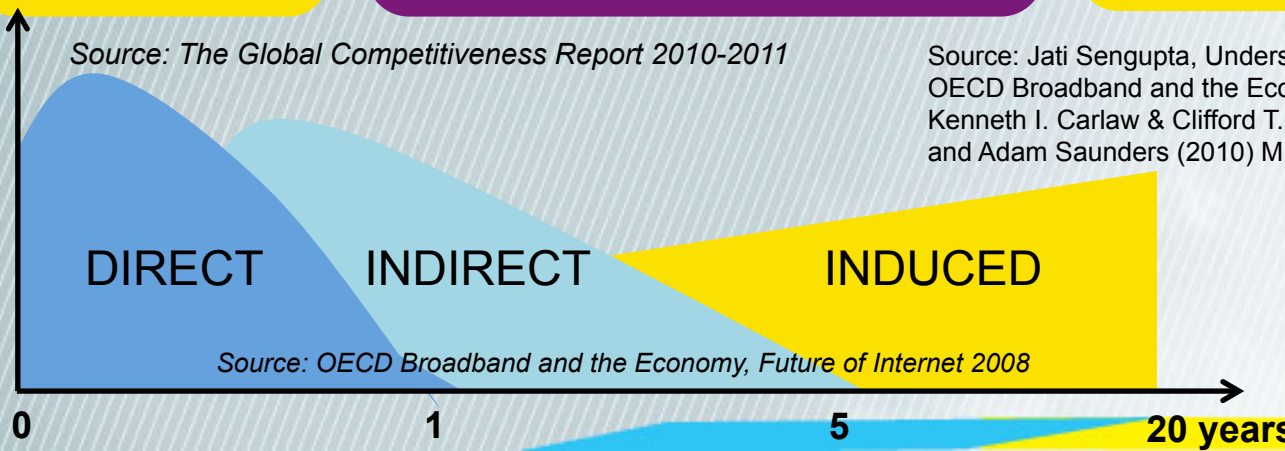 Source: The Global Competitiveness Report 2010-2011
Source: Jati Sengupta,
OECD Broadband and the
Kenneth I. Carlaw & Clifford T.
and Adam Saunders (2010)
DIRECT
INDIRECT
INDUCED
Source: OECD Broadband and the Economy, Future of Internet 2008
0
1
5
20 years